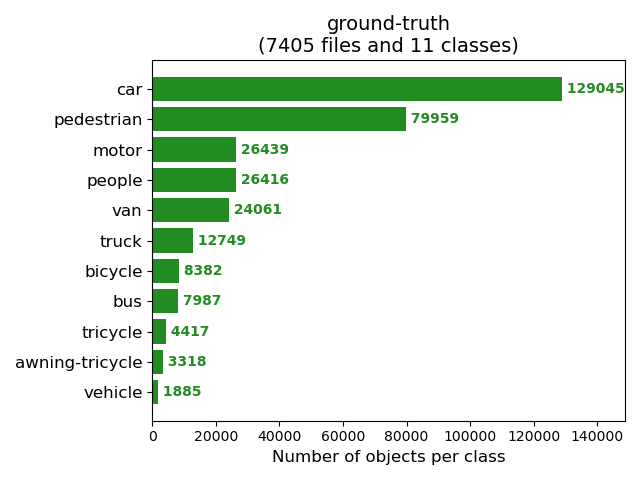 ground-truth
(7405 files and 11 classes)
car 129045
pedestrian 79959
motor 26439
people 26416
van 24061
truck 12749
bicycle 8382
bus 7987
tricycle 4417
awning-tricycle 3318
vehicle 1885
0 20000 40000 60000 80000 100000 120000 140000
Number of objects per class